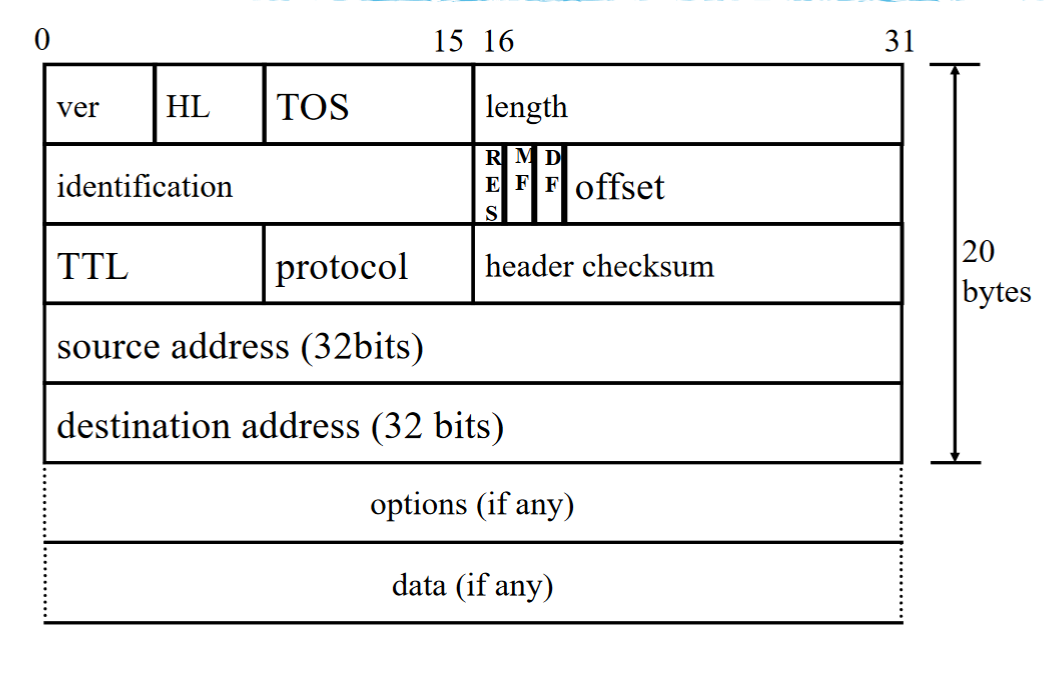 0 15 16 31
ver HL TOS length
identification RES MF DF offset
TTL protocol header checksum
20
bytes
source address (32bits)
destination address (32 bits)
options (if any)
data (if any)